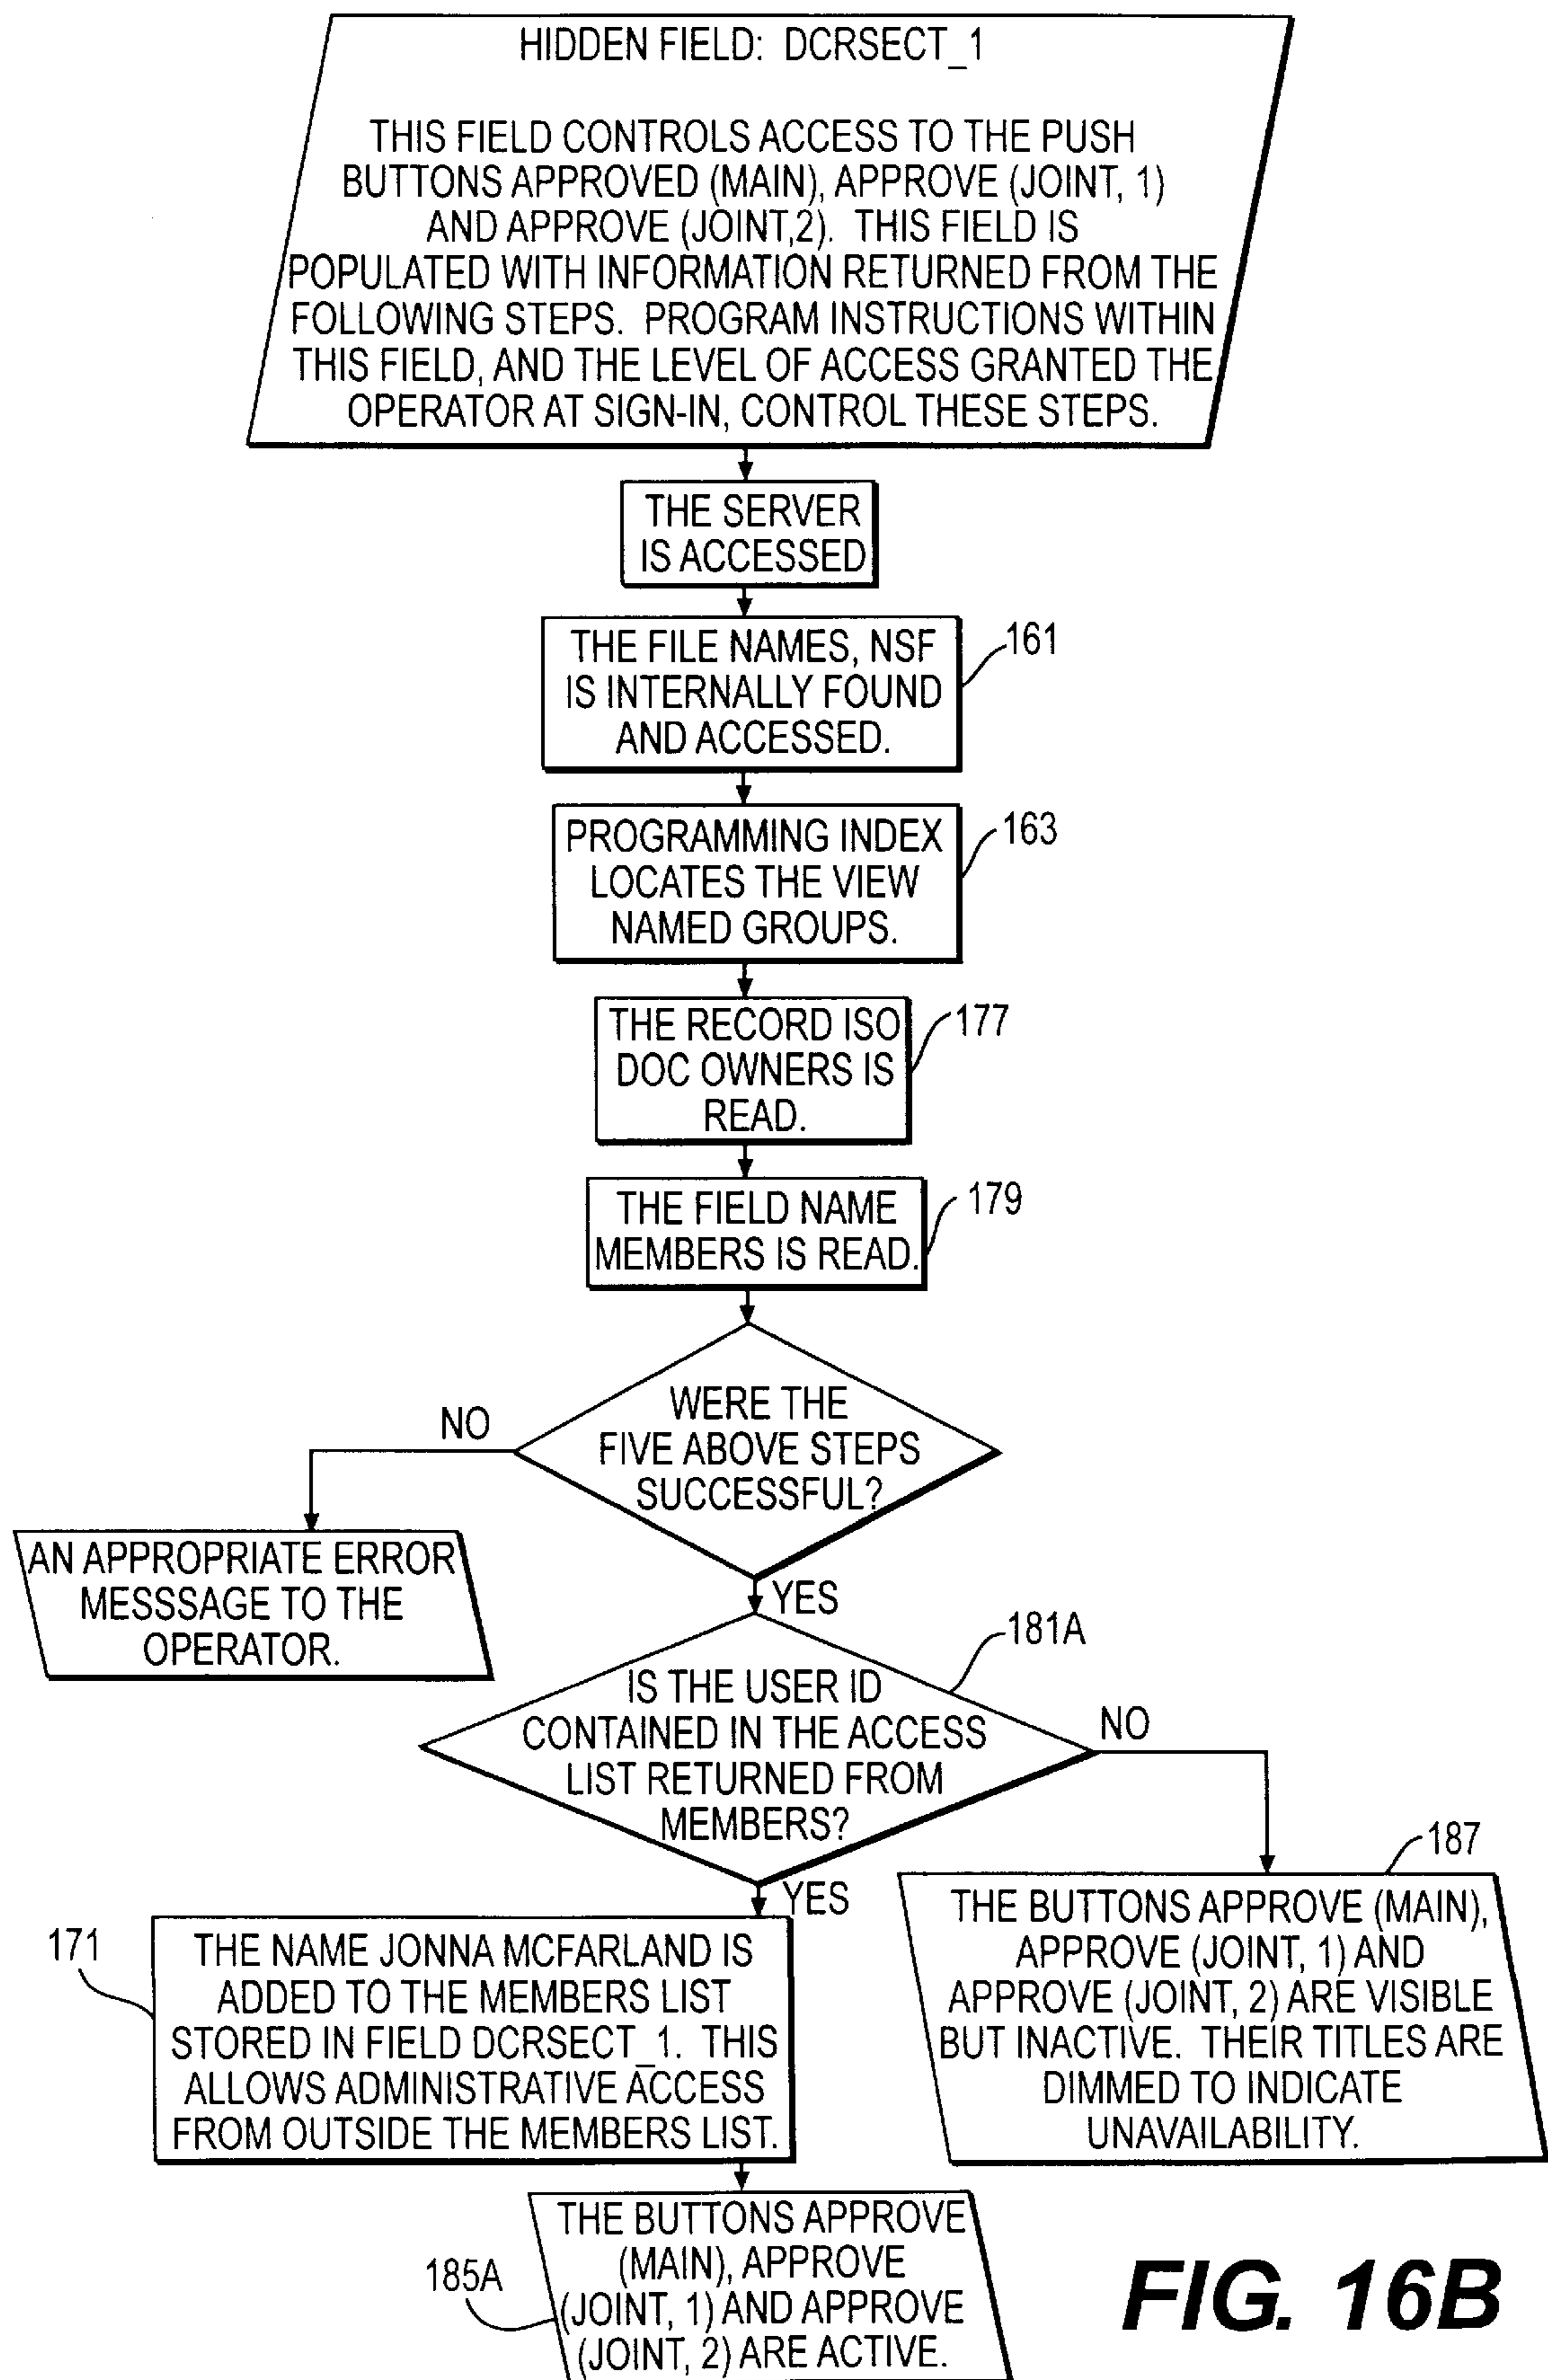 HIDDEN FIELD: DCRSECT_1
THIS FIELD CONTROLS ACCESS TO THE PUSH
BUTTONS APPROVED (MAIN), APPROVE (JOINT, 1)
AND APPROVE (JOINT,2). THIS FIELD IS
POPULATED WITH INFORMATION RETURNED FROM THE
FOLLOWING STEPS. PROGRAM INSTRUCTIONS WITHIN
THIS FIELD, AND THE LEVEL OF ACCESS GRANTED THE
OPERATOR AT SIGN-IN, CONTROL THESE STEPS.
THE SERVER
IS ACCESSED
THE FILE NAMES, NSF
IS INTERNALLY FOUND
AND ACCESSED.
161
PROGRAMMING INDEX
LOCATES THE VIEW
NAMED GROUPS.
163
THE RECORD ISO
DOC OWNERS IS
READ.
177
THE FIELD NAME
MEMBERS IS READ.
179
WERE THE
FIVE ABOVE STEPS
SUCCESSFUL?
NO
AN APPROPRIATE ERROR
MESSSAGE TO THE
OPERATOR.
YES
181A
IS THE USER ID
CONTAINED IN THE ACCESS
LIST RETURNED FROM
MEMBERS?
NO
187
THE BUTTONS APPROVE (MAIN),
APPROVE (JOINT, 1) AND
APPROVE (JOINT, 2) ARE VISIBLE
BUT INACTIVE. THEIR TITLES ARE
DIMMED TO INDICATE
UNAVAILABILITY.
YES
171
THE NAME JONNA MCFARLAND IS
ADDED TO THE MEMBERS LIST
STORED IN FIELD DCRSECT_1. THIS
ALLOWS ADMINISTRATIVE ACCESS
FROM OUTSIDE THE MEMBERS LIST.
185A
THE BUTTONS APPROVE
(MAIN), APPROVE
(JOINT, 1) AND APPROVE
(JOINT, 2) ARE ACTIVE.
FIG. 16B